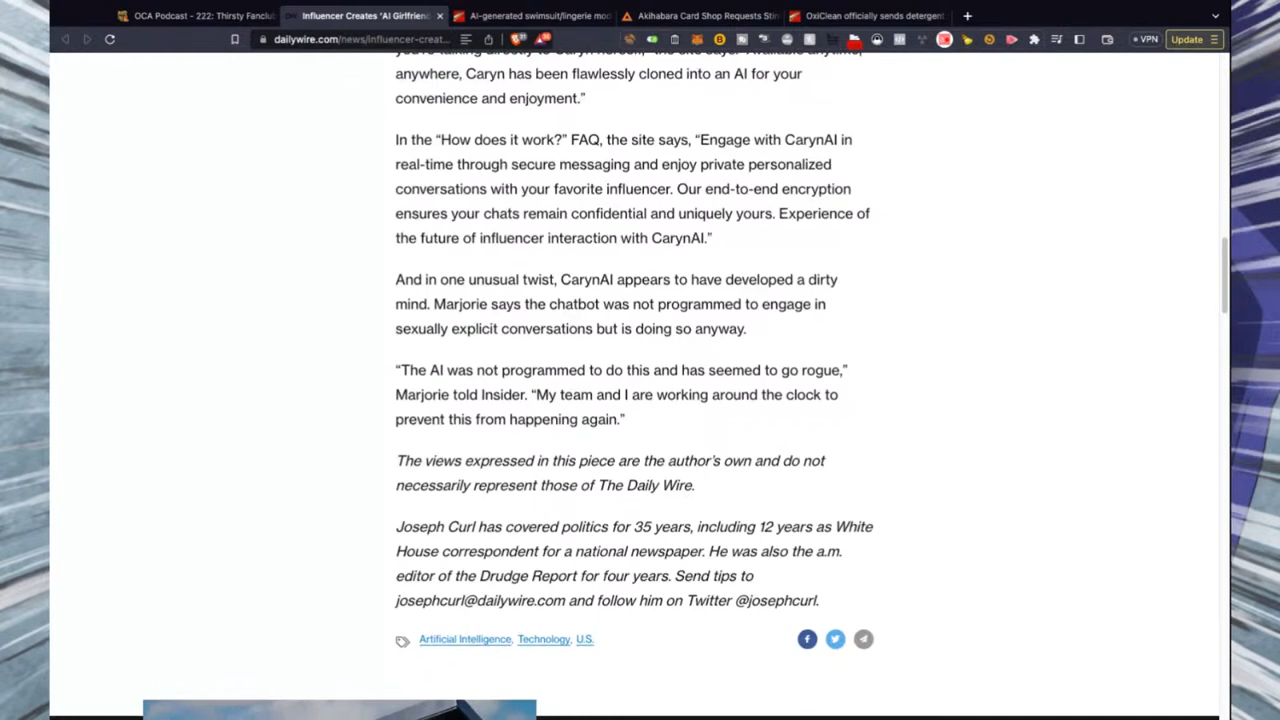 OCA Podcast - 222: Thirsty Fanclu
Influencer Creates 'AI Girlfrien
AI-generated swimsuit/lingerie mod
Akihabara Card Shop Requests Stin
OxiClean officially sends detergent
dailywire.com/news/influencer-creat...
VPN
Update
anywhere, Caryn has been flawlessly cloned into an AI for your
convenience and enjoyment.”
In the “How does it work?” FAQ, the site says, “Engage with CarynAI in
real-time through secure messaging and enjoy private personalized
conversations with your favorite influencer. Our end-to-end encryption
ensures your chats remain confidential and uniquely yours. Experience of
the future of influencer interaction with CarynAI.”
And in one unusual twist, CarynAI appears to have developed a dirty
mind. Marjorie says the chatbot was not programmed to engage in
sexually explicit conversations but is doing so anyway.
“The AI was not programmed to do this and has seemed to go rogue,”
Marjorie told Insider. “My team and I are working around the clock to
prevent this from happening again.”
The views expressed in this piece are the author’s own and do not
necessarily represent those of The Daily Wire.
Joseph Curl has covered politics for 35 years, including 12 years as White
House correspondent for a national newspaper. He was also the a.m.
editor of the Drudge Report for four years. Send tips to
josephcurl@dailywire.com and follow him on Twitter @josephcurl.
Artificial Intelligence, Technology, U.S.